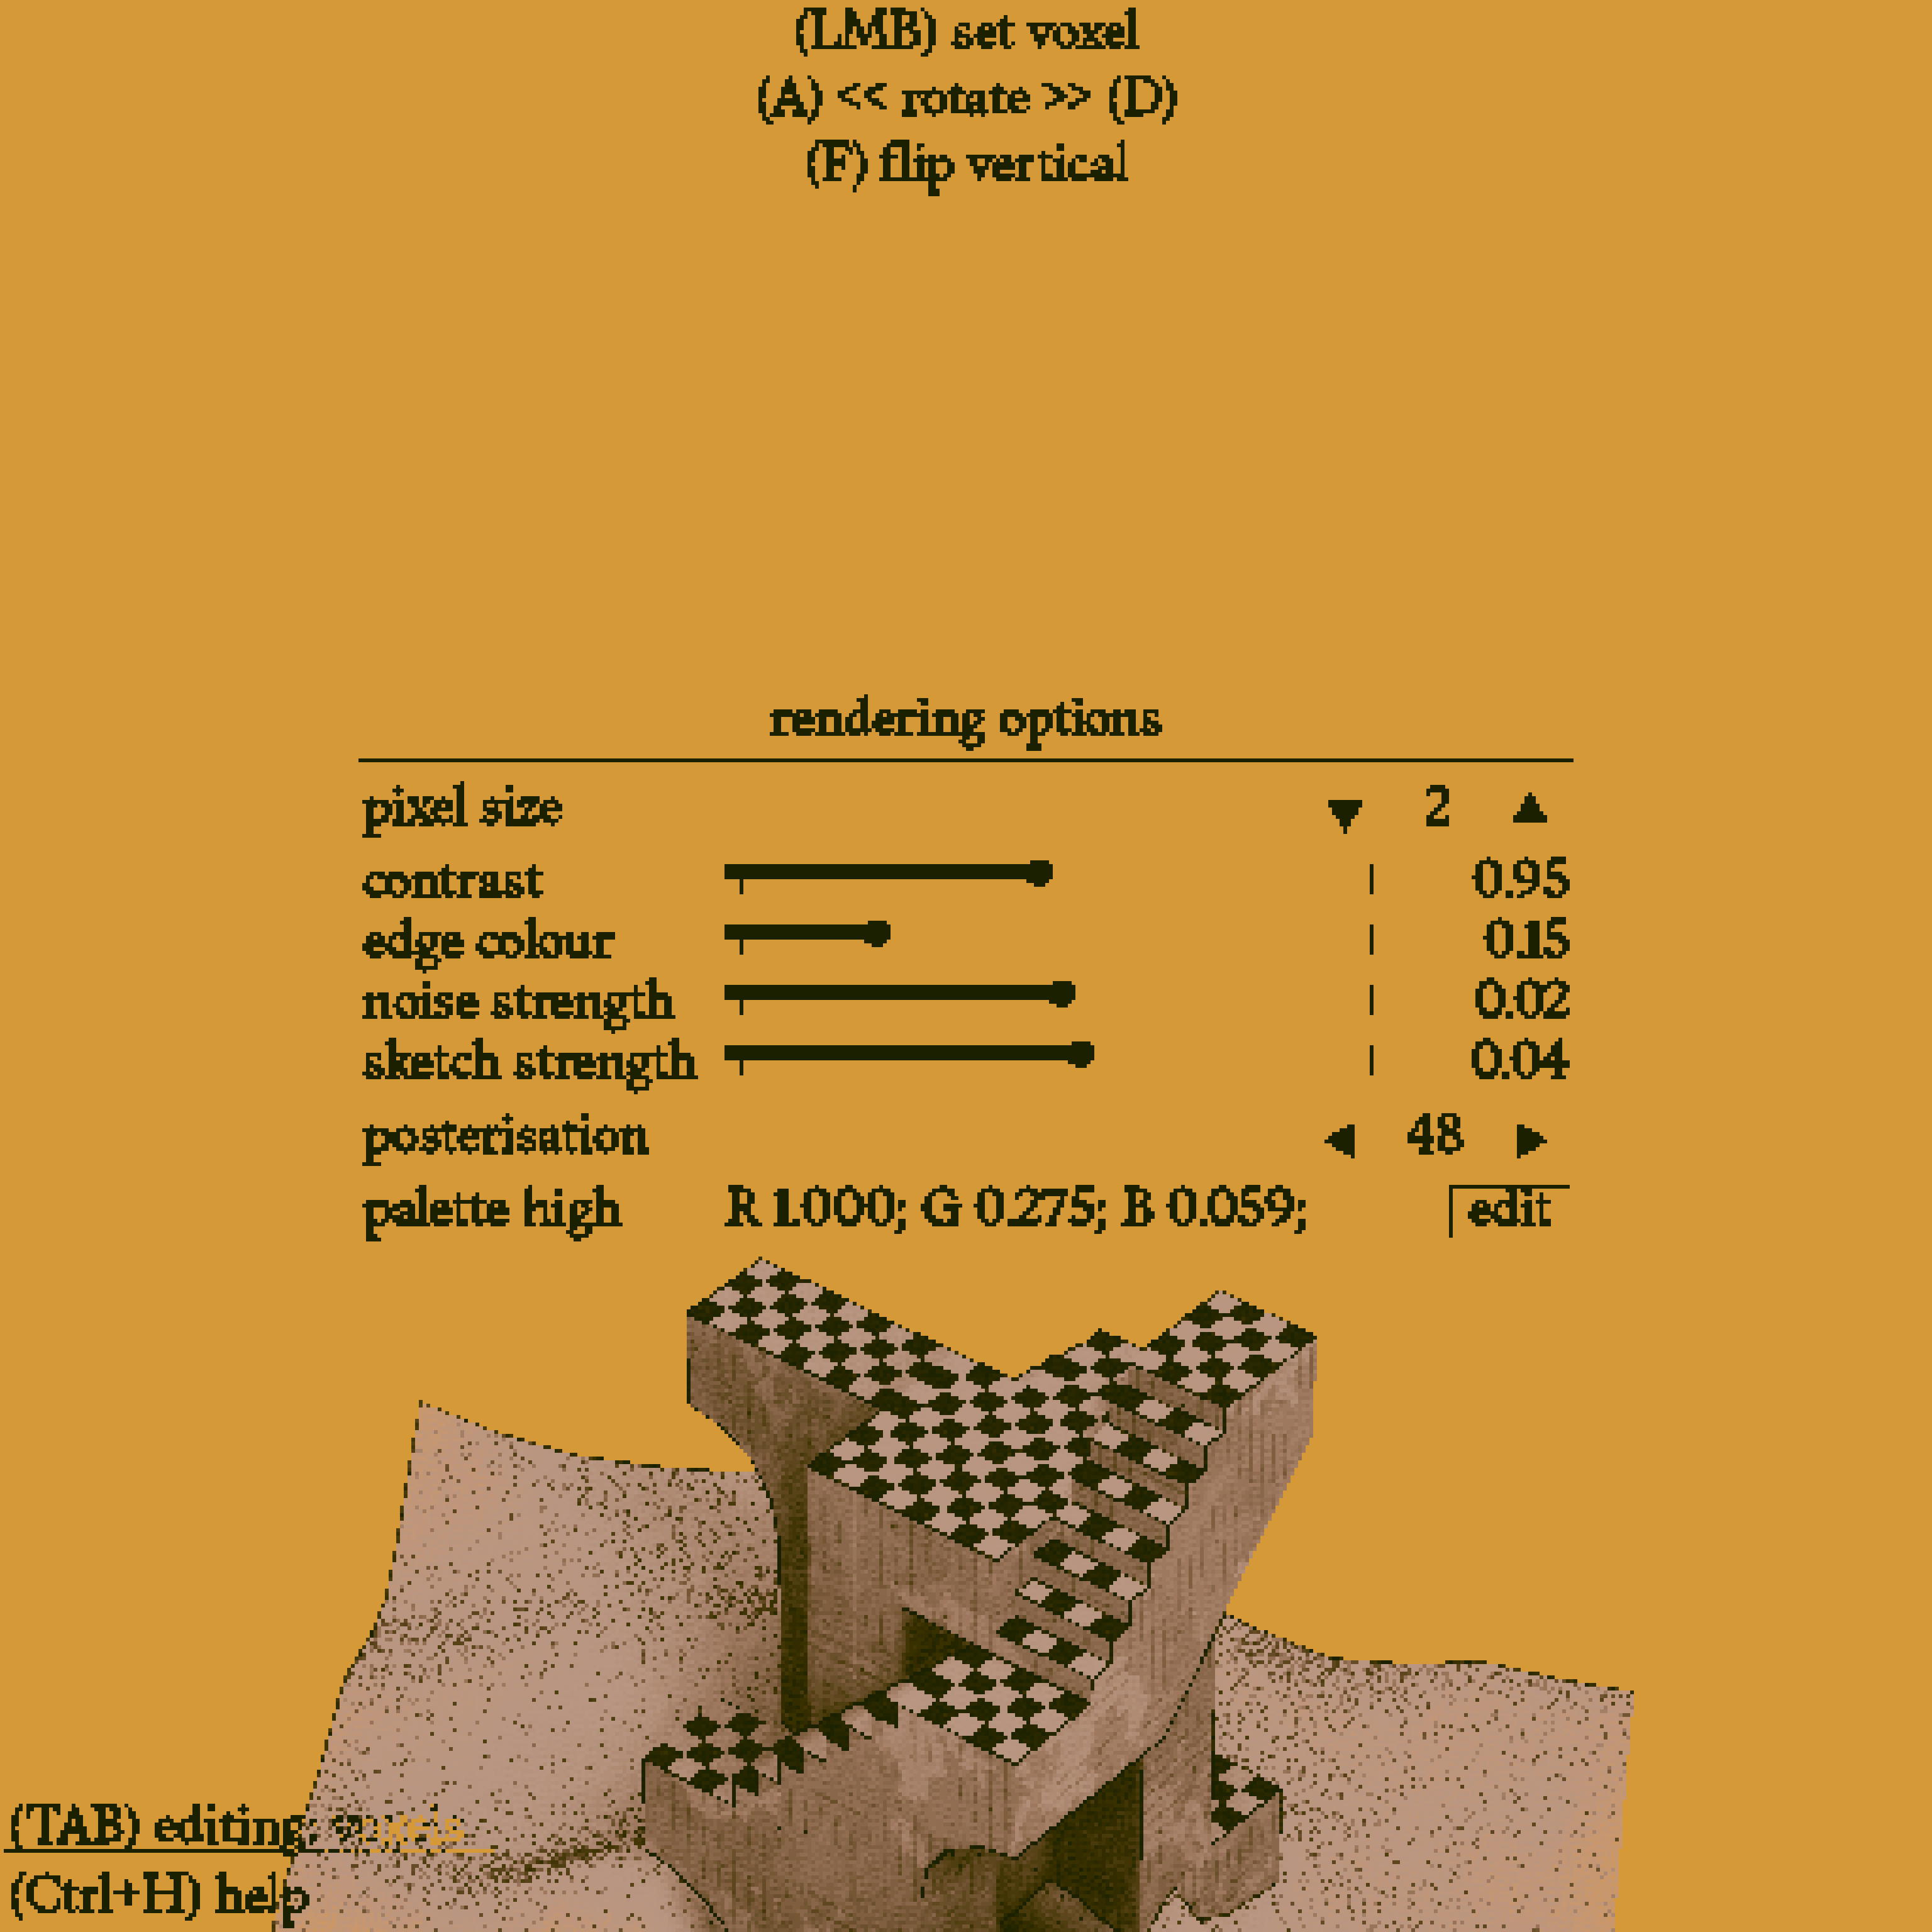 (LMB) set voxel
(A) << rotate >> (D)
(F) flip vertical
rendering options
pixel size 2
contrast 0.95
edge colour 0.15
noise strength 0.02
sketch strength 0.04
posterisation 48
palette high R 1.000; G 0.275; B 0.059; edit
(TAB) editing: voxels
(Ctrl+H) help